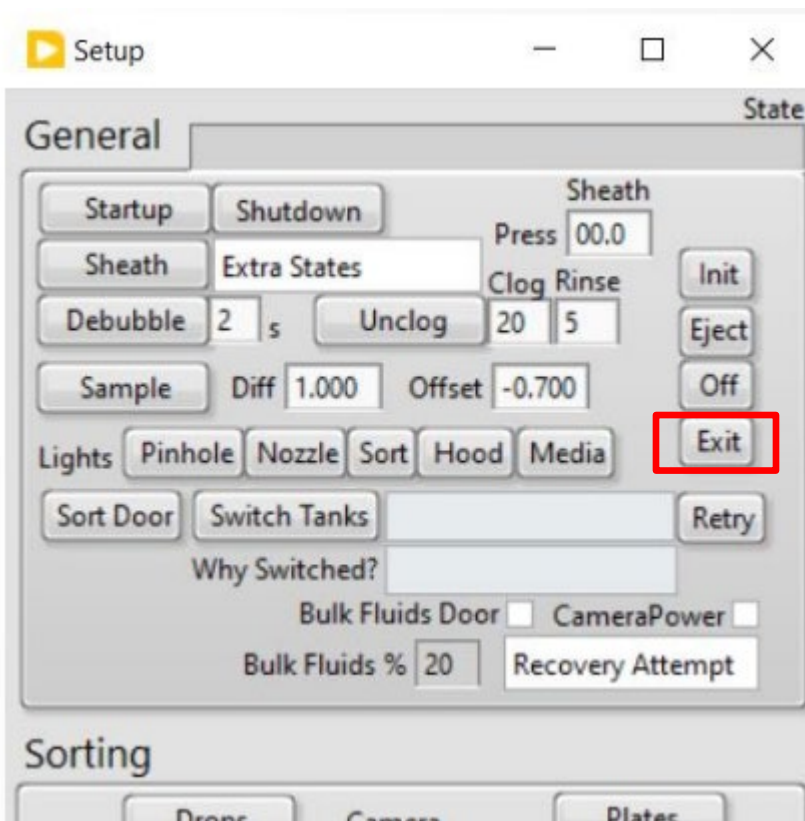 Setup
State
General
Startup Shutdown Sheath
Press 00.0
Sheath Extra States Clog Rinse Init
Debubble 2 s Unclog 20 5 Eject
Sample Diff 1.000 Offset -0.700 Off
Lights Pinhole Nozzle Sort Hood Media Exit
Sort Door Switch Tanks Retry
Why Switched?
Bulk Fluids Door CameraPower
Bulk Fluids % 20 Recovery Attempt
Sorting
Drops Camera Plates